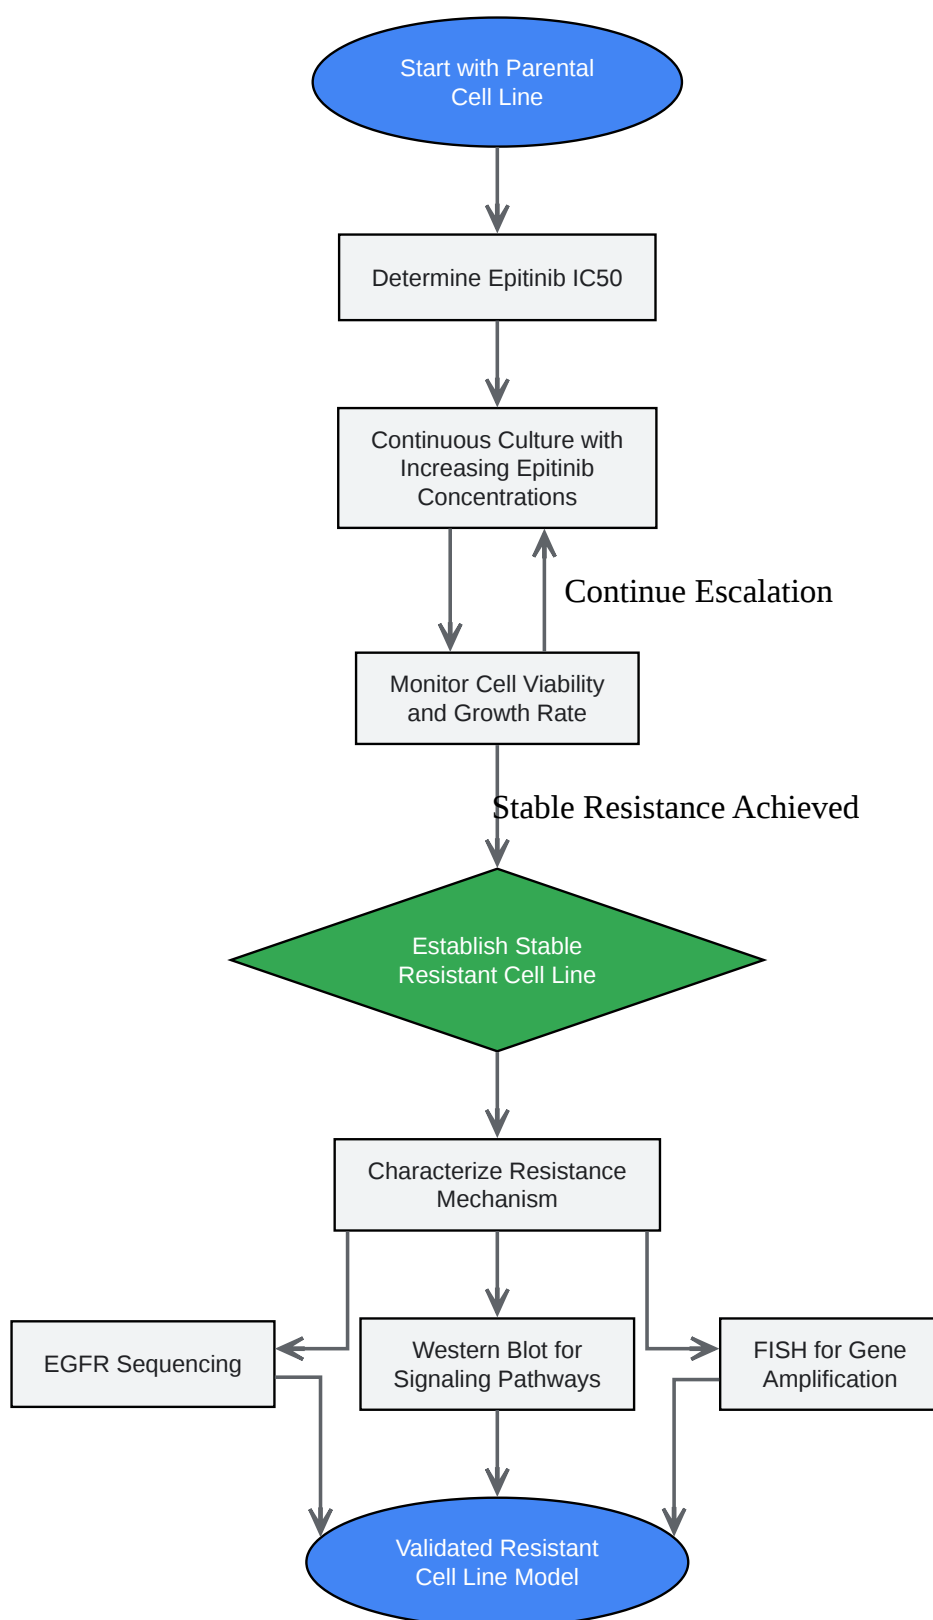 Start with Parental
Cell Line
Determine Epitinib IC50
Continuous Culture with
Increasing Epitinib
Concentrations
Continue Escalation
Monitor Cell Viability
and Growth Rate
Stable Resistance Achieved
Establish Stable
Resistant Cell Line
Characterize Resistance
Mechanism
EGFR Sequencing
Western Blot for
Signaling Pathways
FISH for Gene
Amplification
Validated Resistant
Cell Line Model